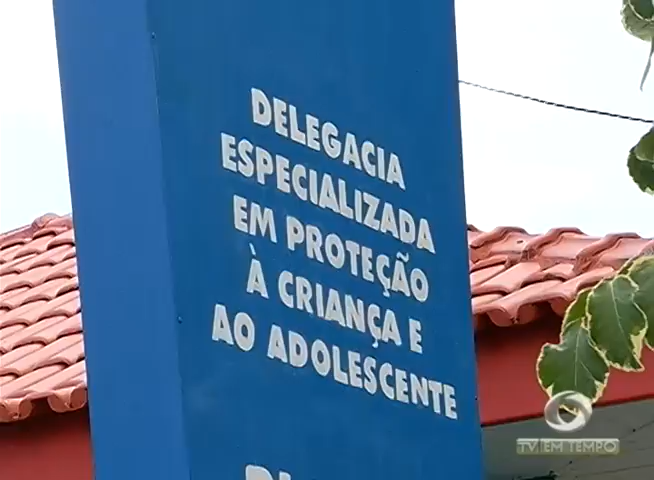 DELEGACIA
ESPECIALIZADA
EM PROTEÇÃO
À CRIANÇA E
AO ADOLESCENTE
TV EM TEMPO